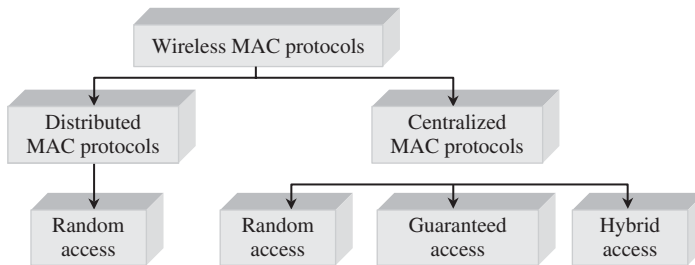 Wireless MAC protocols
Distributed
MAC protocols
Centralized
MAC protocols
Random
access
Random
access
Guaranteed
access
Hybrid
access